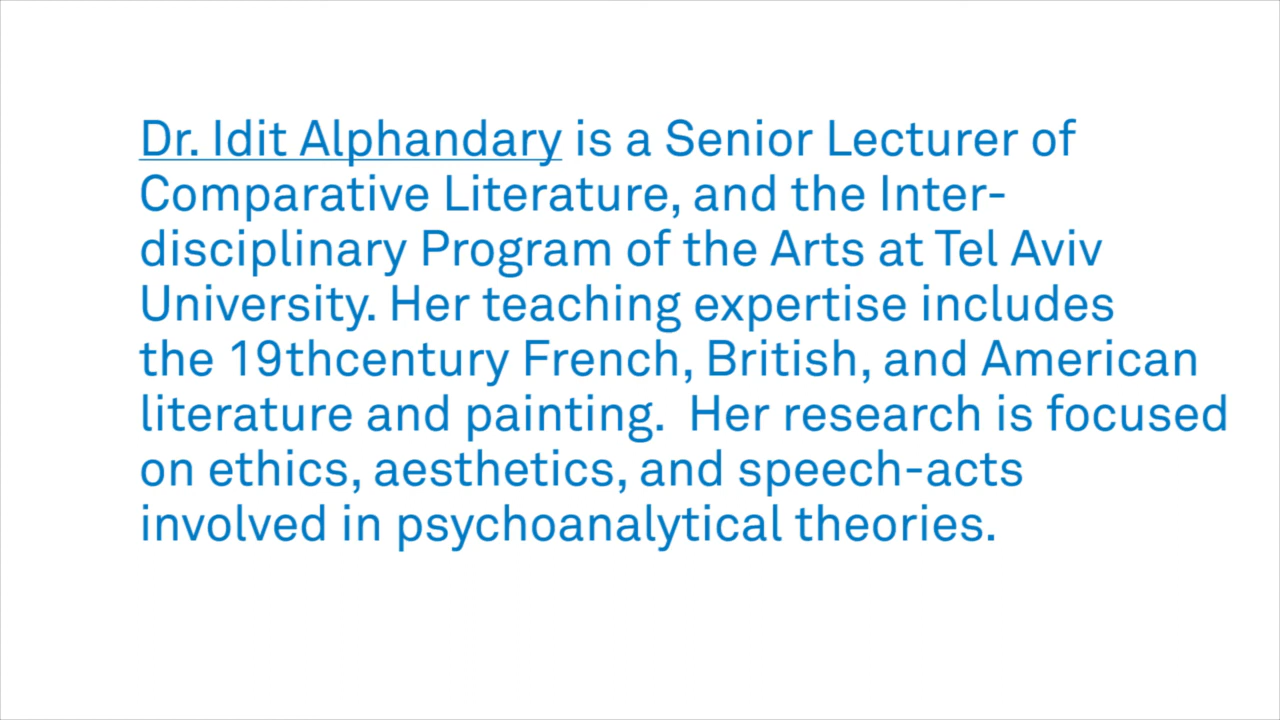 Dr. Idit Alphandary is a Senior Lecturer of
Comparative Literature, and the Inter-
disciplinary Program of the Arts at Tel Aviv
University. Her teaching expertise includes
the 19thcentury French, British, and American
literature and painting.  Her research is focused
on ethics, aesthetics, and speech-acts
involved in psychoanalytical theories.